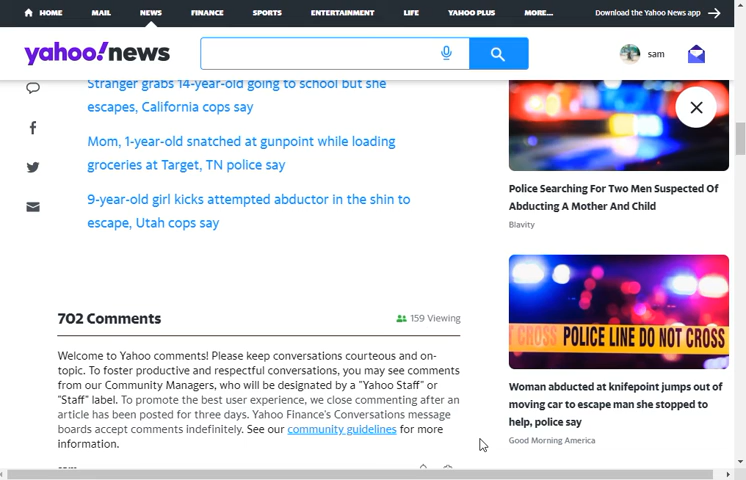 HOME MAIL NEWS FINANCE SPORTS ENTERTAINMENT LIFE YAHOO PLUS MORE... Download the Yahoo News app
yahoo!news
sam
Stranger grabs 14-year-old going to school but she
escapes, California cops say
Mom, 1-year-old snatched at gunpoint while loading
groceries at Target, TN police say
9-year-old girl kicks attempted abductor in the shin to
escape, Utah cops say
Police Searching For Two Men Suspected Of
Abducting A Mother And Child
Blavity
CROSS POLICE LINE DO NOT CROSS
Woman abducted at knifepoint jumps out of
moving car to escape man she stopped to
help, police say
Good Morning America
702 Comments
159 Viewing
Welcome to Yahoo comments! Please keep conversations courteous and on-
topic. To foster productive and respectful conversations, you may see comments
from our Community Managers, who will be designated by a "Yahoo Staff" or
"Staff" label. To promote the best user experience, we close commenting after an
article has been posted for three days. Yahoo Finance's Conversations message
boards accept comments indefinitely. See our community guidelines for more
information.